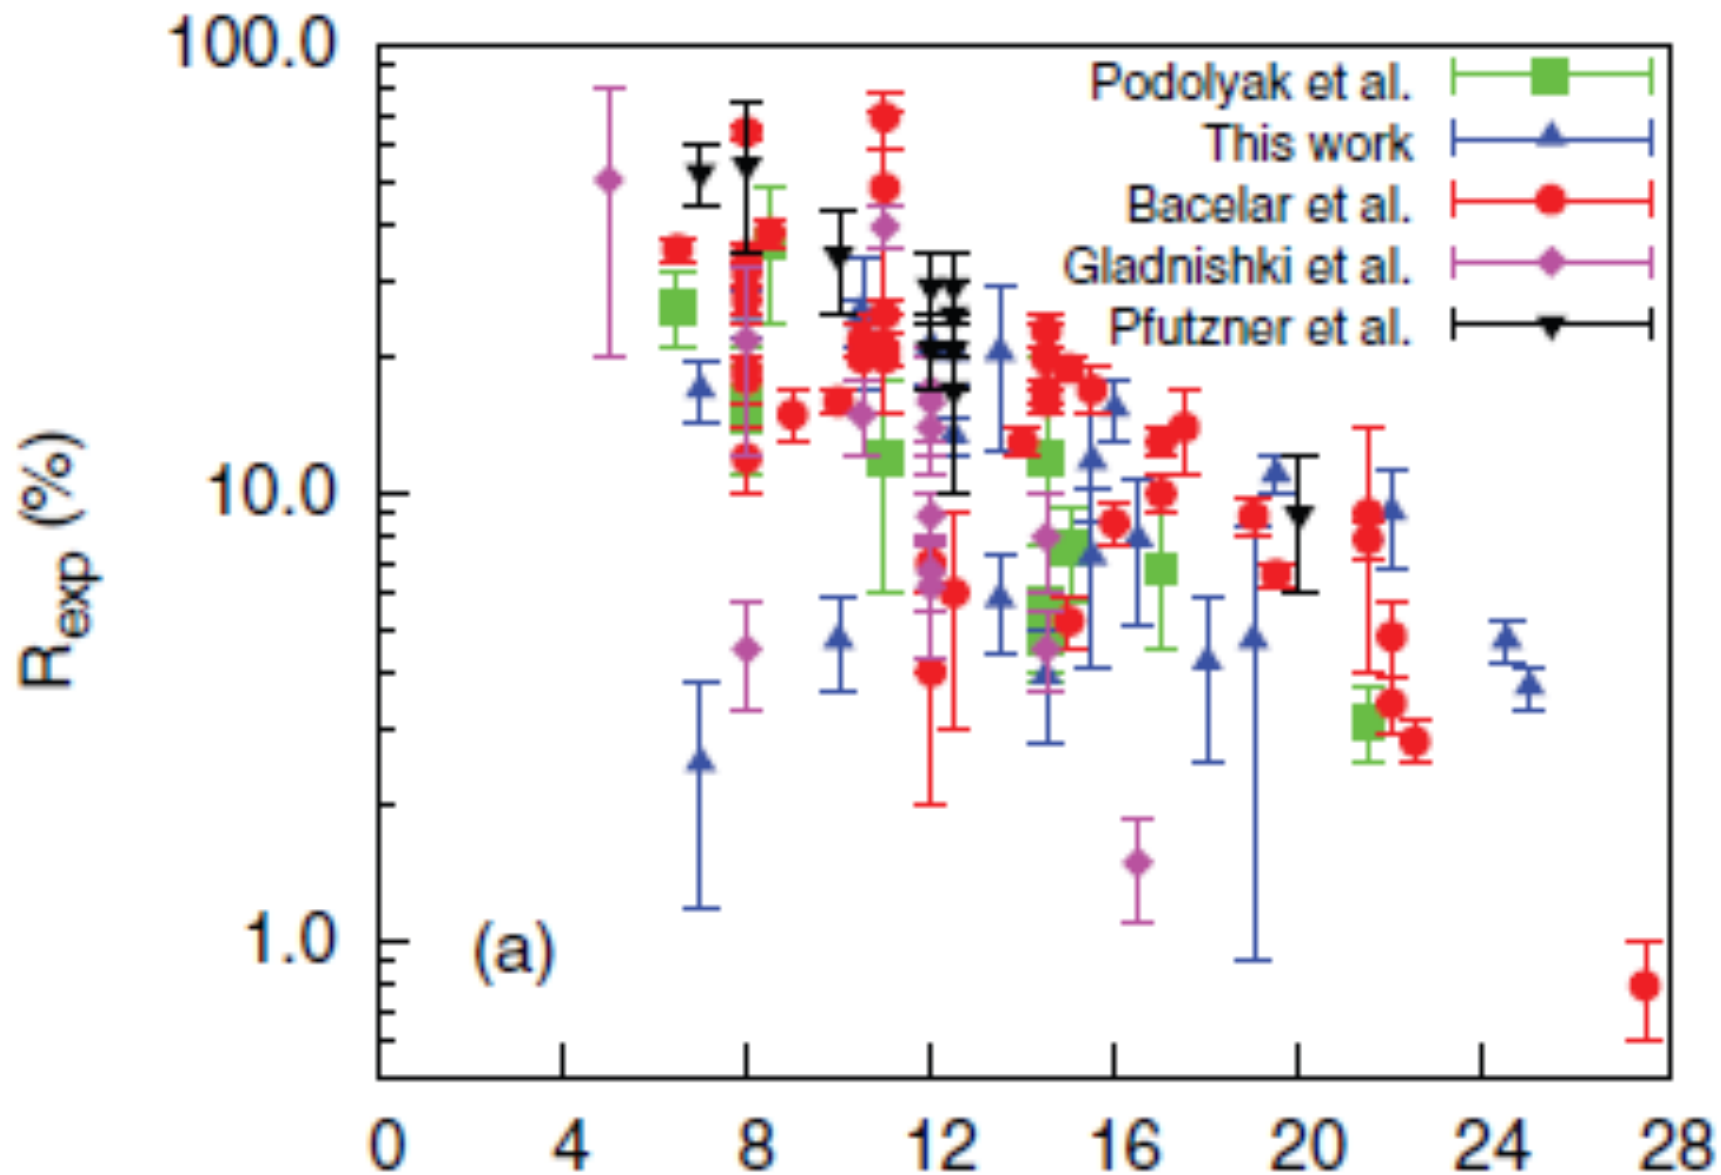 100.0
10.0
1.0
R_exp (%)
Podolyak et al.
This work
Bacelar et al.
Gladnishki et al.
Pfutzner et al.
(a)
0 4 8 12 16 20 24 28